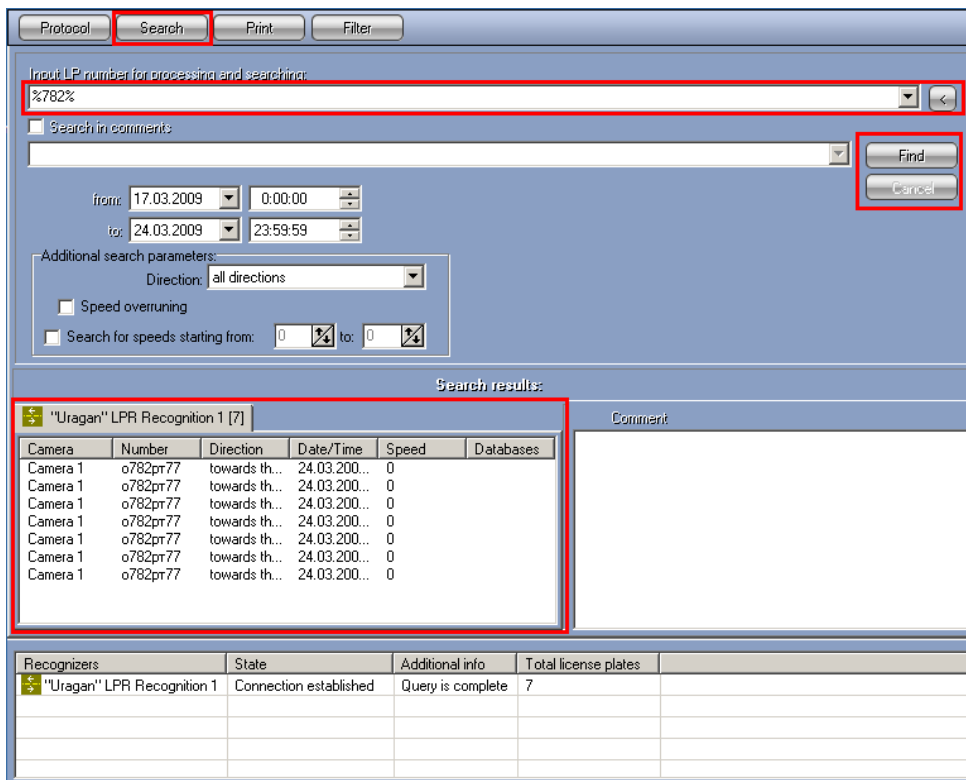 Protocol Search Print Filter
Input LP number for processing and searching:
%782%
<
Search in comments
Find
Cancel
from: 17.03.2009 0:00:00
to: 24.03.2009 23:59:59
Additional search parameters:
Direction: all directions
Speed overruning
Search for speeds starting from: 0 to: 0
Search results:
"Uragan" LPR Recognition 1 [7]
Comment
Camera Number Direction Date/Time Speed Databases
Camera 1 о782рт77 towards th... 24.03.200... 0
Camera 1 о782рт77 towards th... 24.03.200... 0
Camera 1 о782рт77 towards th... 24.03.200... 0
Camera 1 о782рт77 towards th... 24.03.200... 0
Camera 1 о782рт77 towards th... 24.03.200... 0
Camera 1 о782рт77 towards th... 24.03.200... 0
Camera 1 о782рт77 towards th... 24.03.200... 0
Recognizers State Additional info Total license plates
"Uragan" LPR Recognition 1 Connection established Query is complete 7